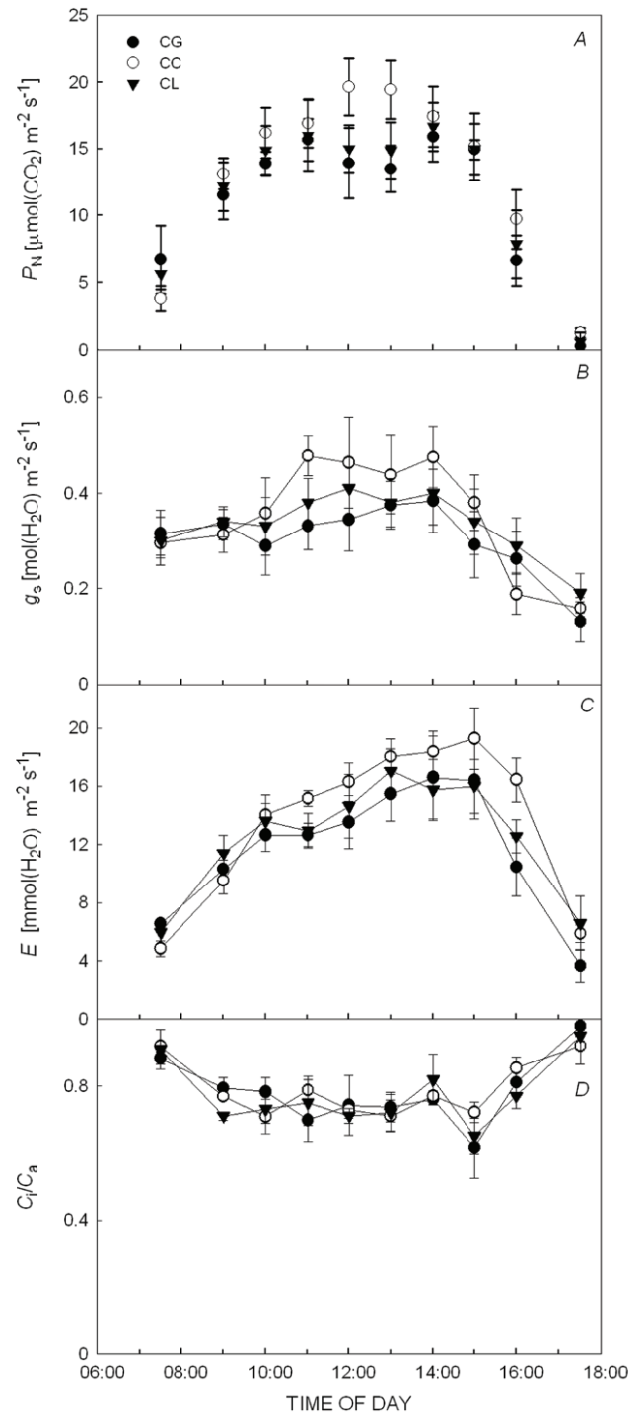 A
CG
CC
CL
25
20
15
10
5
0
P_N [μmol(CO₂) m⁻² s⁻¹]
B
0.6
0.4
0.2
0
g_s [mol(H₂O) m⁻² s⁻¹]
C
20
16
12
8
4
0
E [mmol(H₂O) m⁻² s⁻¹]
D
0.8
0.4
0
C_i/C_a
06:00 08:00 10:00 12:00 14:00 16:00 18:00
TIME OF DAY